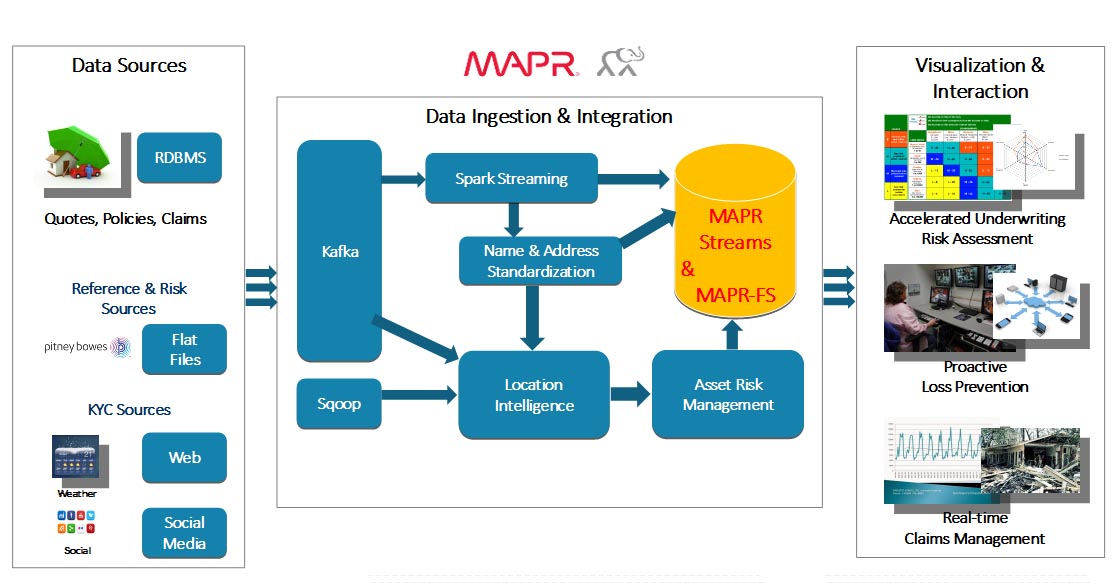 Data Sources
RDBMS
Quotes, Policies, Claims
Reference & Risk
Sources
pitney bowes
Flat
Files
KYC Sources
Web
Weather
Social
Media
Social
MAPR
Data Ingestion & Integration
Kafka
Spark Streaming
Name & Address
Standardization
MAPR
Streams
&
MAPR-FS
Sqoop
Location
Intelligence
Asset Risk
Management
Visualization &
Interaction
Accelerated Underwriting
Risk Assessment
Proactive
Loss Prevention
Real-time
Claims Management